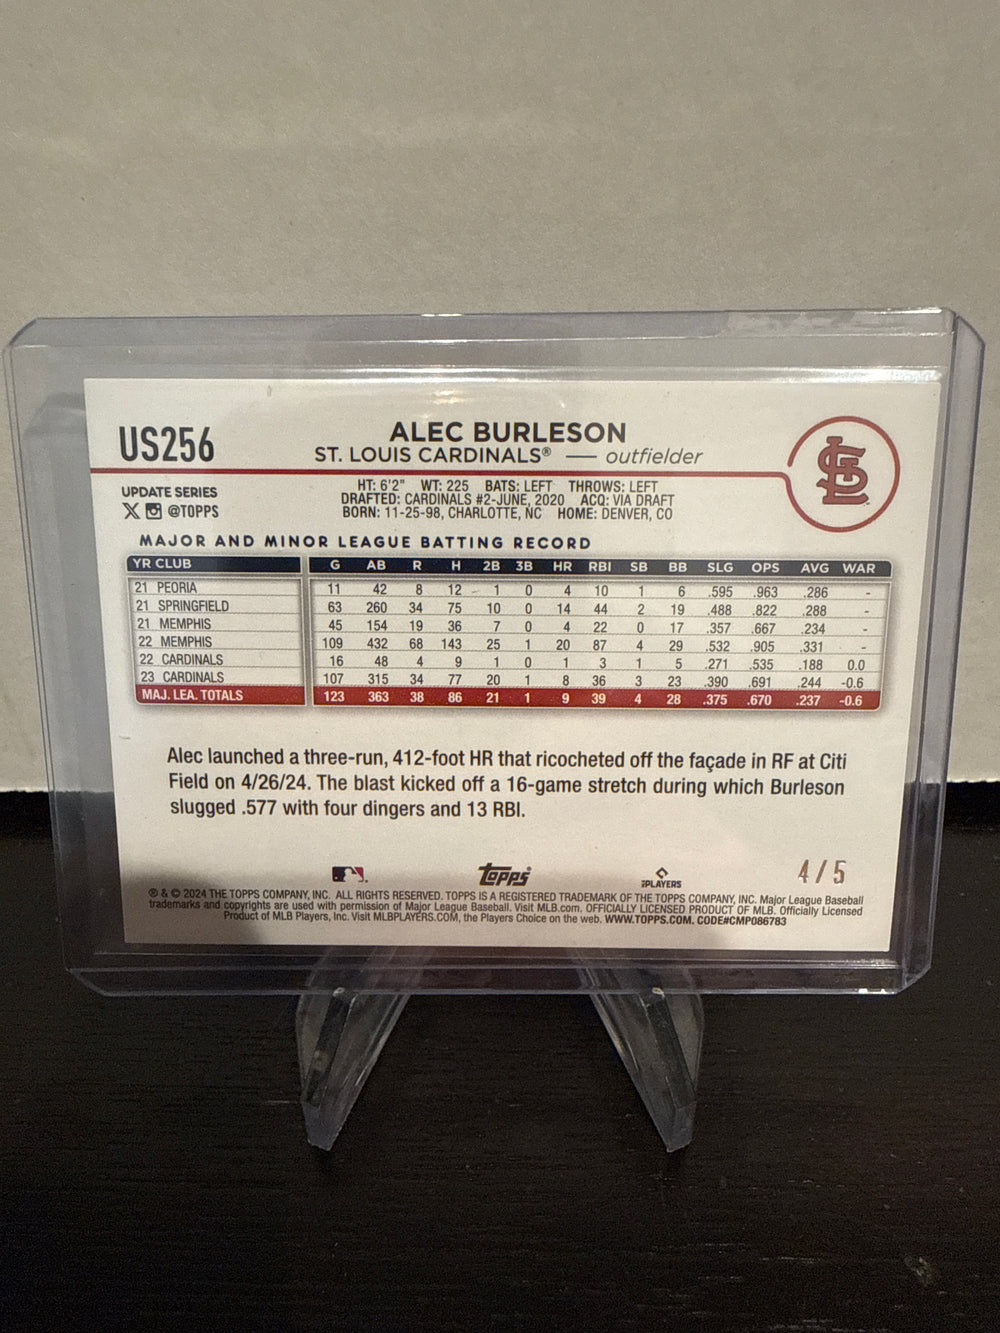 US256
ALEC BURLESON
ST. LOUIS CARDINALS® — outfielder
UPDATE SERIES
@TOPPS
HT: 6'2" WT: 225 BATS: LEFT THROWS: LEFT
DRAFTED: CARDINALS #2-JUNE, 2020 ACQ: VIA DRAFT
BORN: 11-25-98, CHARLOTTE, NC HOME: DENVER, CO
MAJOR AND MINOR LEAGUE BATTING RECORD
YR CLUB G AB R H 2B 3B HR RBI SB BB SLG OPS AVG WAR
21 PEORIA 11 42 8 12 1 0 4 10 1 6 .595 .963 .286 -
21 SPRINGFIELD 63 260 34 75 10 0 14 44 2 19 .488 .822 .288 -
21 MEMPHIS 45 154 19 36 7 0 4 22 0 17 .357 .667 .234 -
22 MEMPHIS 109 432 68 143 25 1 20 87 4 29 .532 .905 .331 -
22 CARDINALS 16 48 4 9 1 0 1 3 1 5 .271 .535 .188 0.0
23 CARDINALS 107 315 34 77 20 1 8 36 3 23 .390 .691 .244 -0.6
MAJ. LEA. TOTALS 123 363 38 86 21 1 9 39 4 28 .375 .670 .237 -0.6
Alec launched a three-run, 412-foot HR that ricocheted off the façade in RF at Citi
Field on 4/26/24. The blast kicked off a 16-game stretch during which Burleson
slugged .577 with four dingers and 13 RBI.
Topps
PLAYERS
4/5
® & © 2024 THE TOPPS COMPANY, INC. ALL RIGHTS RESERVED. TOPPS IS A REGISTERED TRADEMARK OF THE TOPPS COMPANY, INC. Major League Baseball
trademarks and copyrights are used with permission of Major League Baseball. Visit MLB.com. OFFICIALLY LICENSED PRODUCT OF MLB. Officially Licensed
Product of MLB Players, Inc. Visit MLBPLAYERS.COM, the Players Choice on the web. WWW.TOPPS.COM. CODE#CMP086783